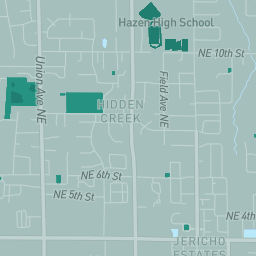 Hazen High School
NE 10th St
Union Ave NE
Field Ave NE
HIDDEN
CREEK
NE 6th St
NE 5th St
NE 4th
JERICHO
ESTATES